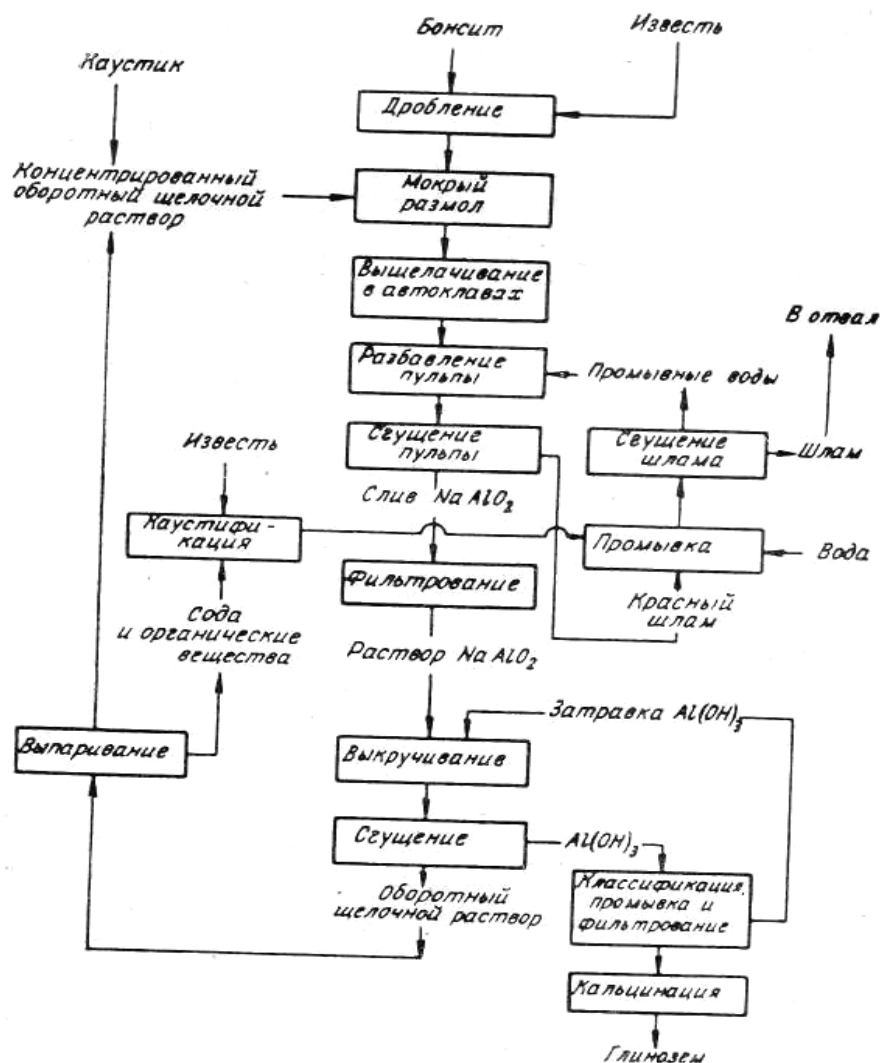 Бонсит
Известь
Каустик
Дробление
Концентрированный
оборотный щелочной
раствор
Мокрый
размол
Выщелачивание
в автоклавах
В отвал
Разбавление
пульпы
Промывные воды
Сгущение
пульпы
Сгущение
шлама
Шлам
Известь
Слив NaAlO₂
Каустифи-
кация
Промывка
Вода
Фильтрование
Красный
шлам
Сода
и органические
вещества
Раствор NaAlO₂
Затравка Al(OH)₃
Выпаривание
Выкручивание
Сгущение
Al(OH)₃
Оборотный
щелочной раствор
Классификация,
промывка и
фильтрование
Кальцинация
Глинозем